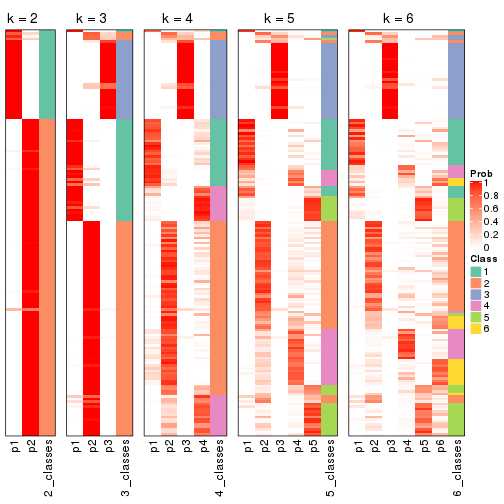 k = 2
k = 3
k = 4
k = 5
k = 6
Prob
1
0.8
0.6
0.4
0.2
0
Class
1
2
3
4
5
6
p1
p2
2_classes
p1
p2
p3
3_classes
p1
p2
p3
p4
4_classes
p1
p2
p3
p4
p5
5_classes
p1
p2
p3
p4
p5
p6
6_classes